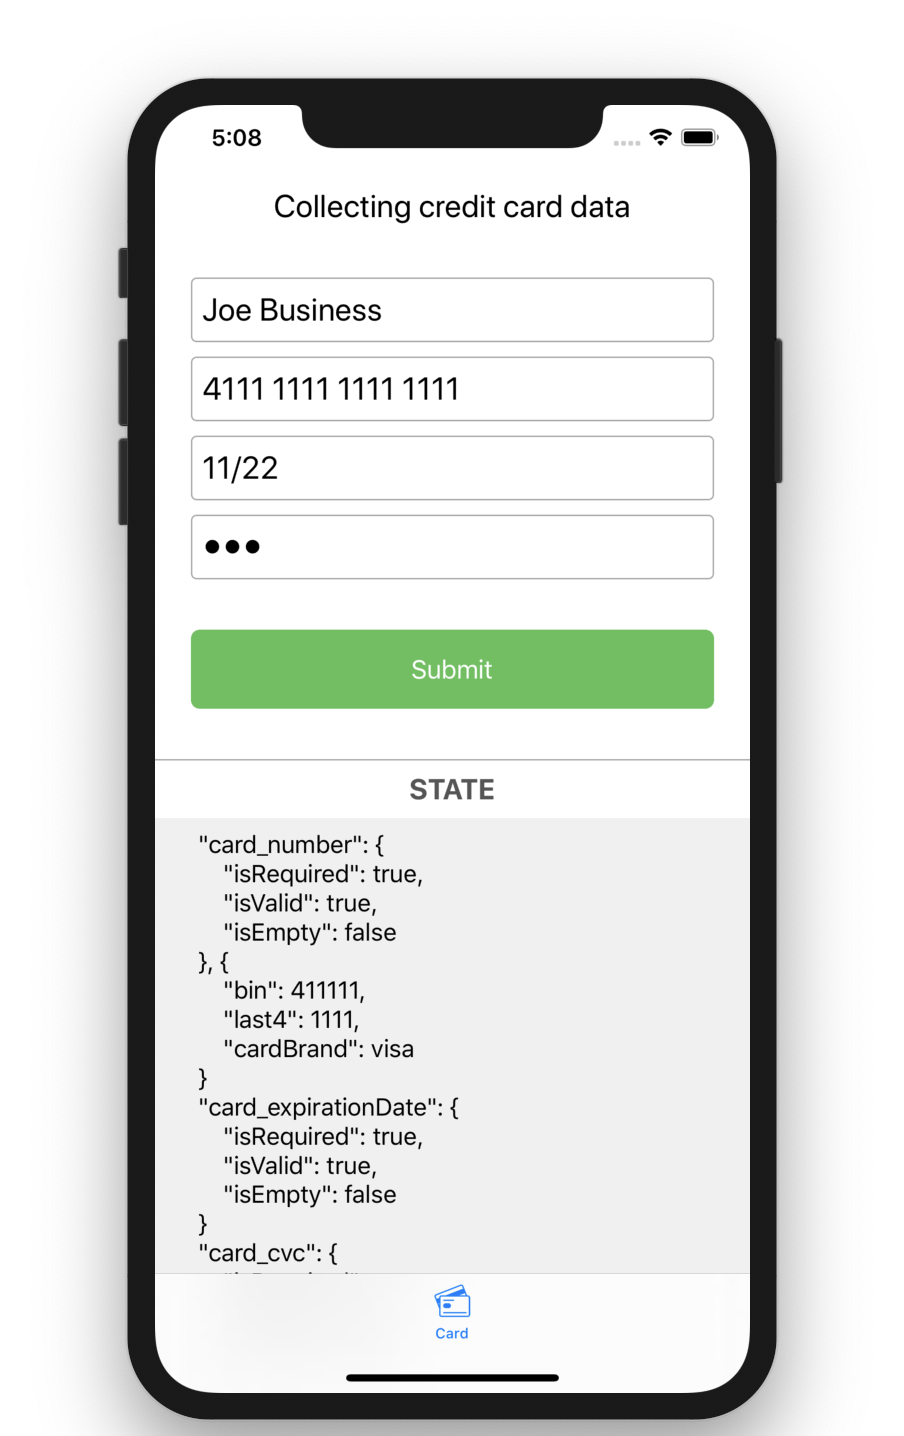 5:08
Collecting credit card data
Joe Business
4111 1111 1111 1111
11/22
•••
Submit
STATE
"card_number": {
"isRequired": true,
"isValid": true,
"isEmpty": false
}, {
"bin": 411111,
"last4": 1111,
"cardBrand": visa
}
"card_expirationDate": {
"isRequired": true,
"isValid": true,
"isEmpty": false
}
"card_cvc": {
Card